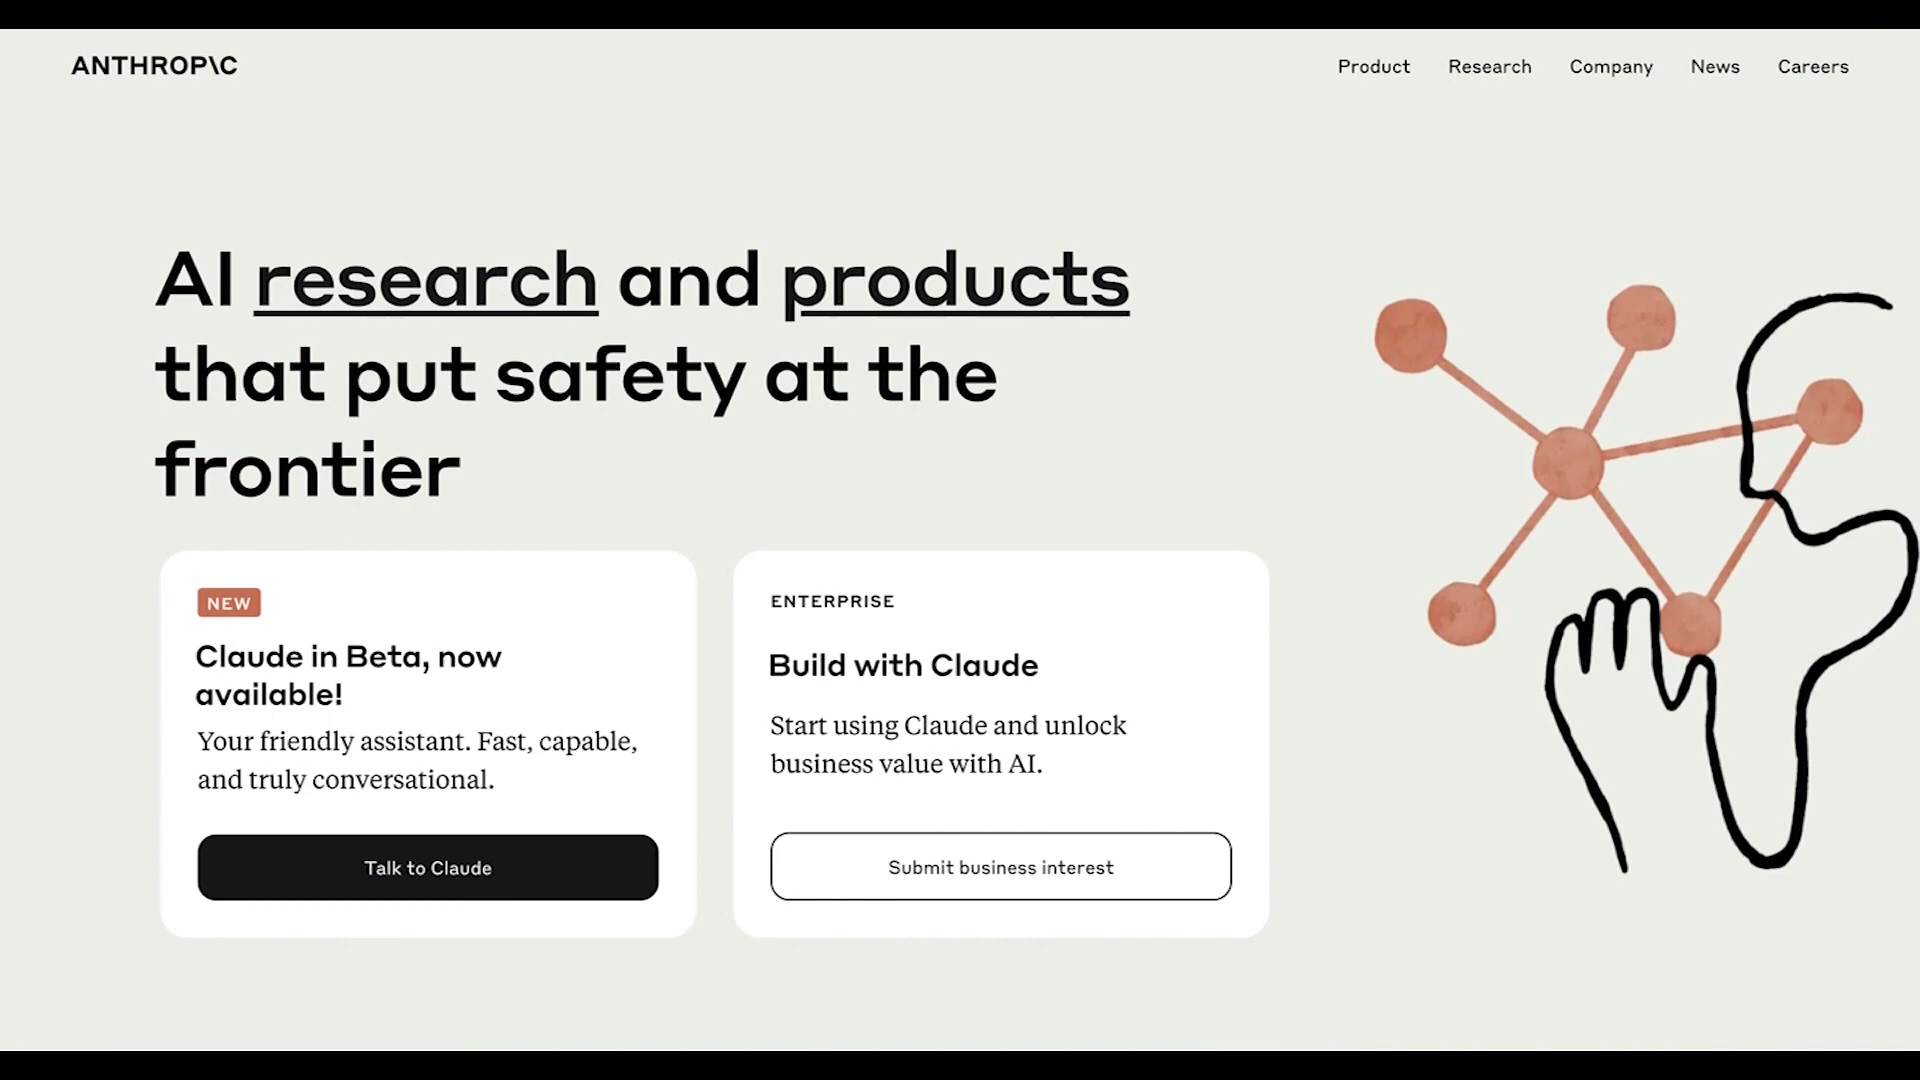 ANTHROP\C
Product Research Company News Careers
AI research and products
that put safety at the
frontier
NEW
Claude in Beta, now
available!
Your friendly assistant. Fast, capable,
and truly conversational.
Talk to Claude
ENTERPRISE
Build with Claude
Start using Claude and unlock
business value with AI.
Submit business interest